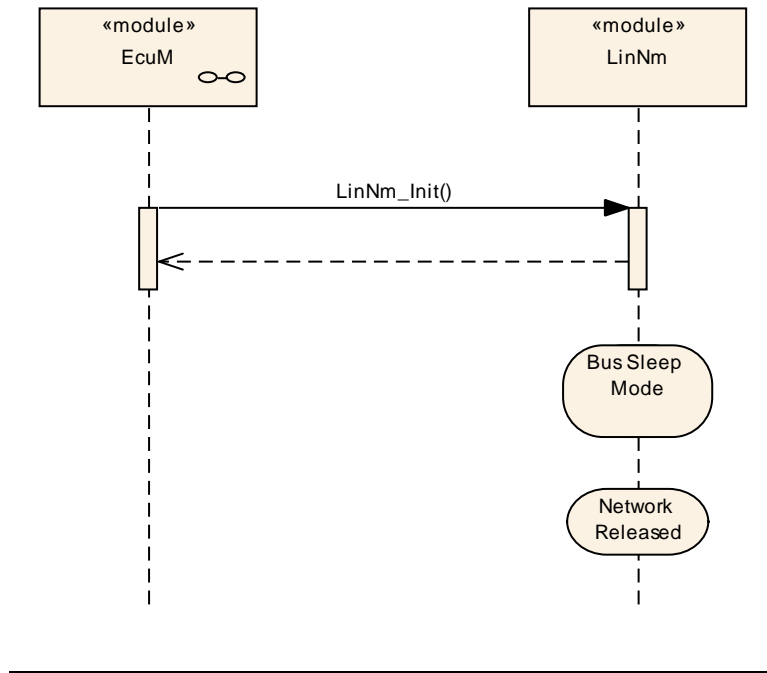 «module»
EcuM
«module»
LinNm
LinNm_Init()
Bus Sleep
Mode
Network
Released